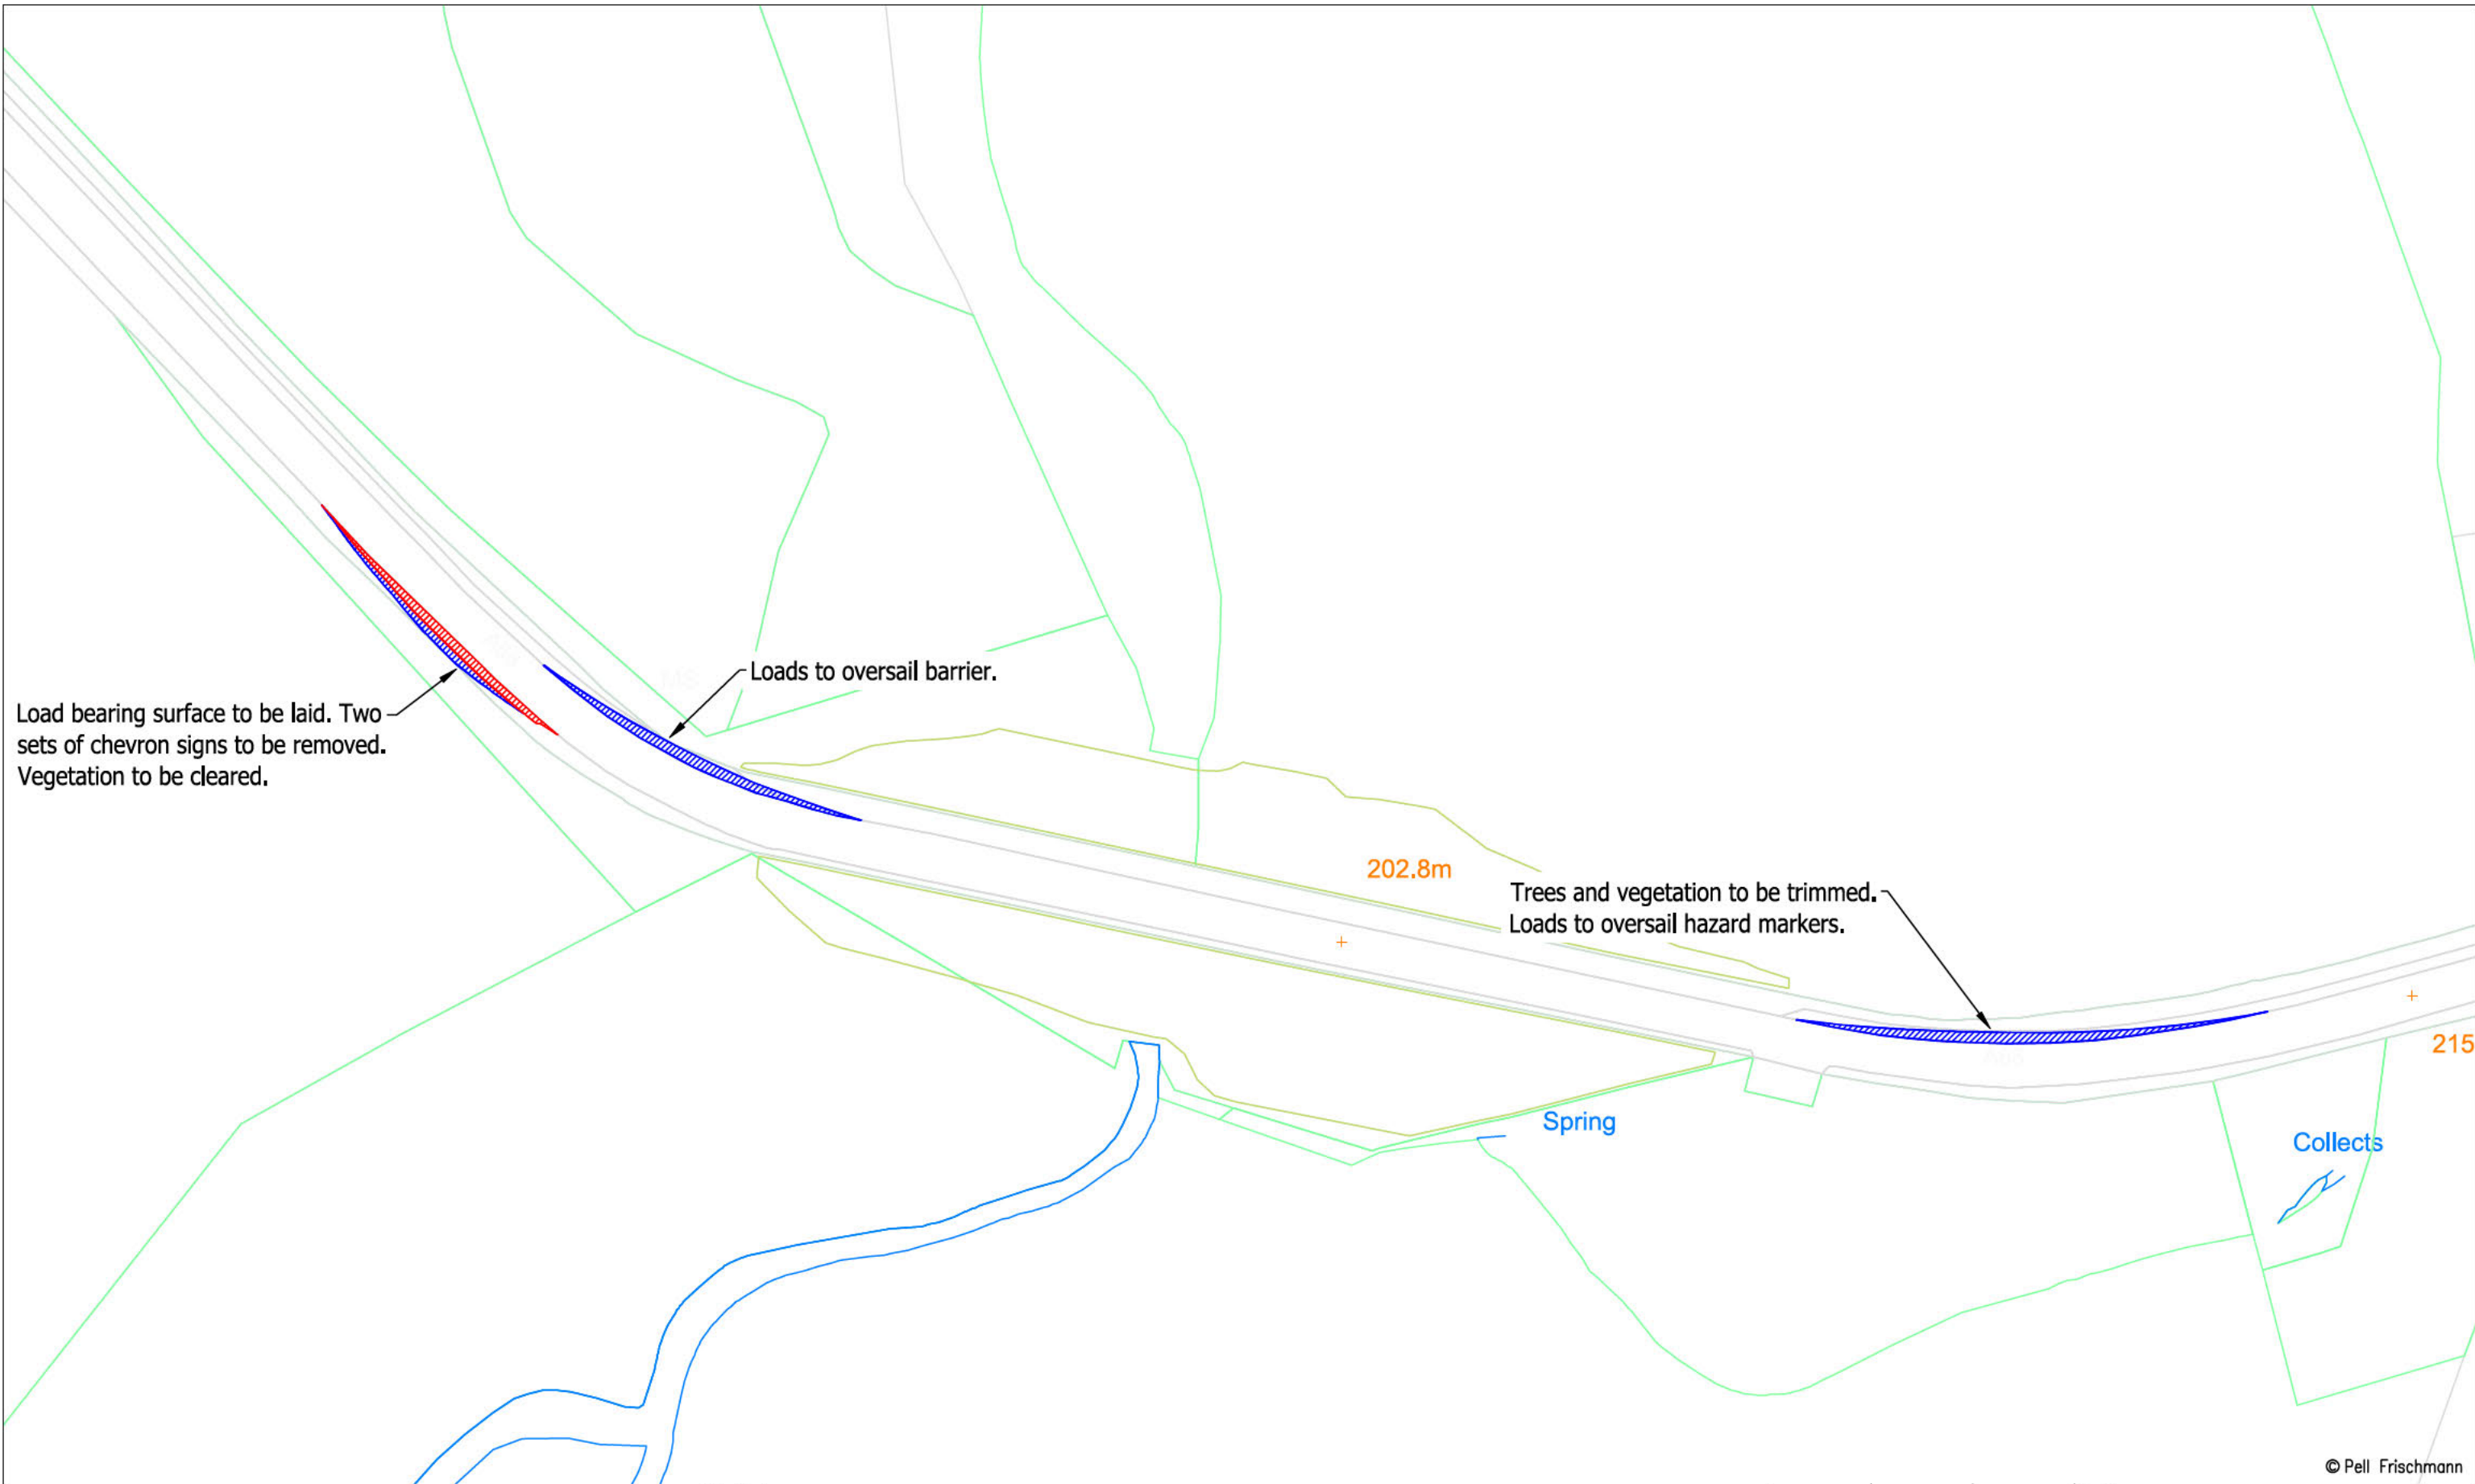 Loads to oversail barrier.
Load bearing surface to be laid. Two
sets of chevron signs to be removed.
Vegetation to be cleared.
202.8m
Trees and vegetation to be trimmed.
Loads to oversail hazard markers.
215
Spring
Collects
© Pell Frischmann